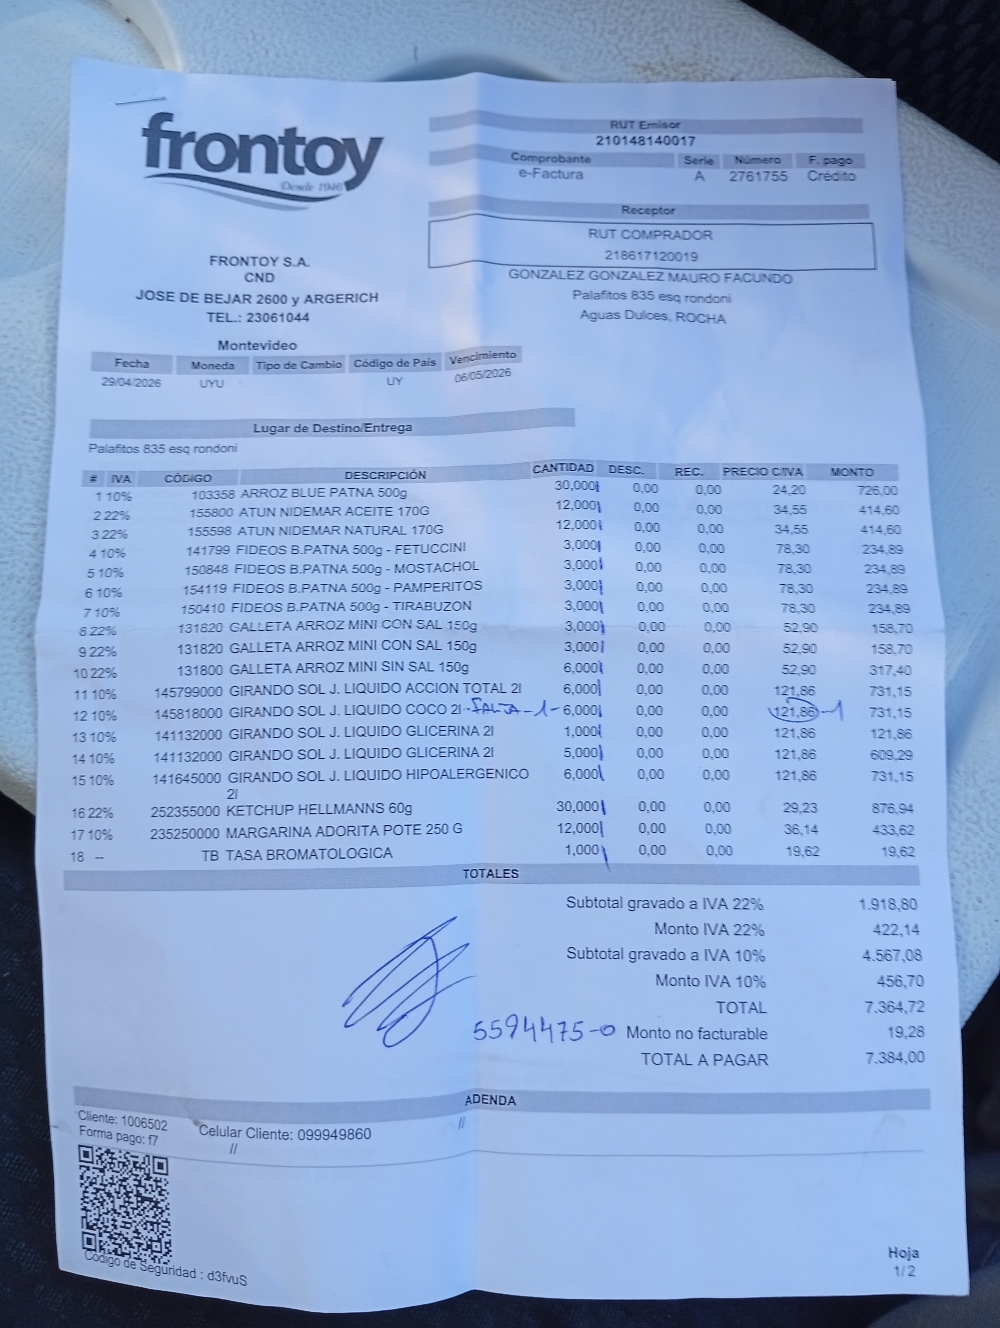 frontoy
Desde 1946
RUT Emisor
210148140017
Comprobante Serie Número F. pago
e-Factura A 2761755 Crédito
Receptor
RUT COMPRADOR
218617120019
GONZALEZ GONZALEZ MAURO FACUNDO
Palafitos 835 esq rondoni
Aguas Dulces, ROCHA
FRONTOY S.A.
CND
JOSE DE BEJAR 2600 y ARGERICH
TEL.: 23061044
Montevideo
Fecha Moneda Tipo de Cambio Código de País Vencimiento
29/04/2026 UYU UY 06/05/2026
Lugar de Destino/Entrega
Palafitos 835 esq rondoni
# IVA CÓDIGO DESCRIPCIÓN CANTIDAD DESC. REC. PRECIO C/IVA MONTO
1 10% 103358 ARROZ BLUE PATNA 500g 30,000 0,00 0,00 24,20 726,00
2 22% 155800 ATUN NIDEMAR ACEITE 170G 12,000 0,00 0,00 34,55 414,60
3 22% 155598 ATUN NIDEMAR NATURAL 170G 12,000 0,00 0,00 34,55 414,60
4 10% 141799 FIDEOS B.PATNA 500g - FETUCCINI 3,000 0,00 0,00 78,30 234,89
5 10% 150848 FIDEOS B.PATNA 500g - MOSTACHOL 3,000 0,00 0,00 78,30 234,89
6 10% 154119 FIDEOS B.PATNA 500g - PAMPERITOS 3,000 0,00 0,00 78,30 234,89
7 10% 150410 FIDEOS B.PATNA 500g - TIRABUZON 3,000 0,00 0,00 78,30 234,89
8 22% 131820 GALLETA ARROZ MINI CON SAL 150g 3,000 0,00 0,00 52,90 158,70
9 22% 131820 GALLETA ARROZ MINI CON SAL 150g 3,000 0,00 0,00 52,90 158,70
10 22% 131800 GALLETA ARROZ MINI SIN SAL 150g 6,000 0,00 0,00 52,90 317,40
11 10% 145799000 GIRANDO SOL J. LIQUIDO ACCION TOTAL 2l 6,000 0,00 0,00 121,86 731,15
12 10% 145818000 GIRANDO SOL J. LIQUIDO COCO 2l - FALTA - 1 - 6,000 0,00 0,00 121,86 - 1 731,15
13 10% 141132000 GIRANDO SOL J. LIQUIDO GLICERINA 2l 1,000 0,00 0,00 121,86 121,86
14 10% 141132000 GIRANDO SOL J. LIQUIDO GLICERINA 2l 5,000 0,00 0,00 121,86 609,29
15 10% 141645000 GIRANDO SOL J. LIQUIDO HIPOALERGENICO 6,000 0,00 0,00 121,86 731,15
2l
16 22% 252355000 KETCHUP HELLMANNS 60g 30,000 0,00 0,00 29,23 876,94
17 10% 235250000 MARGARINA ADORITA POTE 250 G 12,000 0,00 0,00 36,14 433,62
18 -- TB TASA BROMATOLOGICA 1,000 0,00 0,00 19,62 19,62
TOTALES
Subtotal gravado a IVA 22% 1.918,80
Monto IVA 22% 422,14
Subtotal gravado a IVA 10% 4.567,08
Monto IVA 10% 456,70
TOTAL 7.364,72
5594475-0 Monto no facturable 19,28
TOTAL A PAGAR 7.384,00
ADENDA
Cliente: 1006502
Forma pago: f7
Celular Cliente: 099949860 //
//
Código de Seguridad : d3fvuS
Hoja
1/2